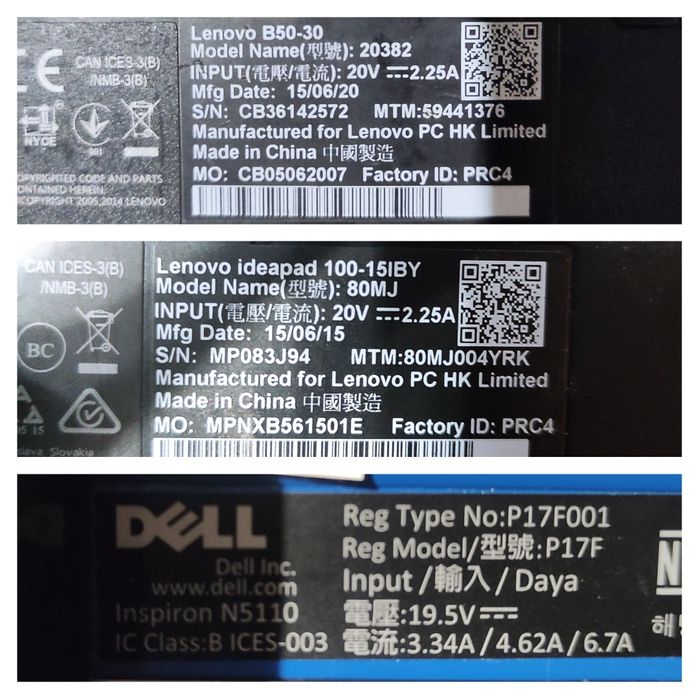 CAN ICES-3(B)
/NMB-3(B)
NYCE
901
COPYRIGHTED CODE AND PARTS
CONTAINED HEREIN.
COPYRIGHT 2005,2014 LENOVO
Lenovo B50-30
Model Name(型號): 20382
INPUT(電壓/電流): 20V ⎓ 2.25A
Mfg Date: 15/06/20
S/N: CB36142572 MTM:59441376
Manufactured for Lenovo PC HK Limited
Made in China 中國製造
MO: CB05062007 Factory ID: PRC4
CAN ICES-3(B)
/NMB-3(B)
BC
Slovakia
Lenovo ideapad 100-15IBY
Model Name(型號): 80MJ
INPUT(電壓/電流): 20V ⎓ 2.25A
Mfg Date: 15/06/15
S/N: MP083J94 MTM:80MJ004YRK
Manufactured for Lenovo PC HK Limited
Made in China 中國製造
MO: MPNXB561501E Factory ID: PRC4
DELL
Dell Inc.
www.dell.com
Inspiron N5110
IC Class:B ICES-003
Reg Type No:P17F001
Reg Model/型號:P17F
Input/輸入/Daya
電壓:19.5V⎓
電流:3.34A/4.62A/6.7A